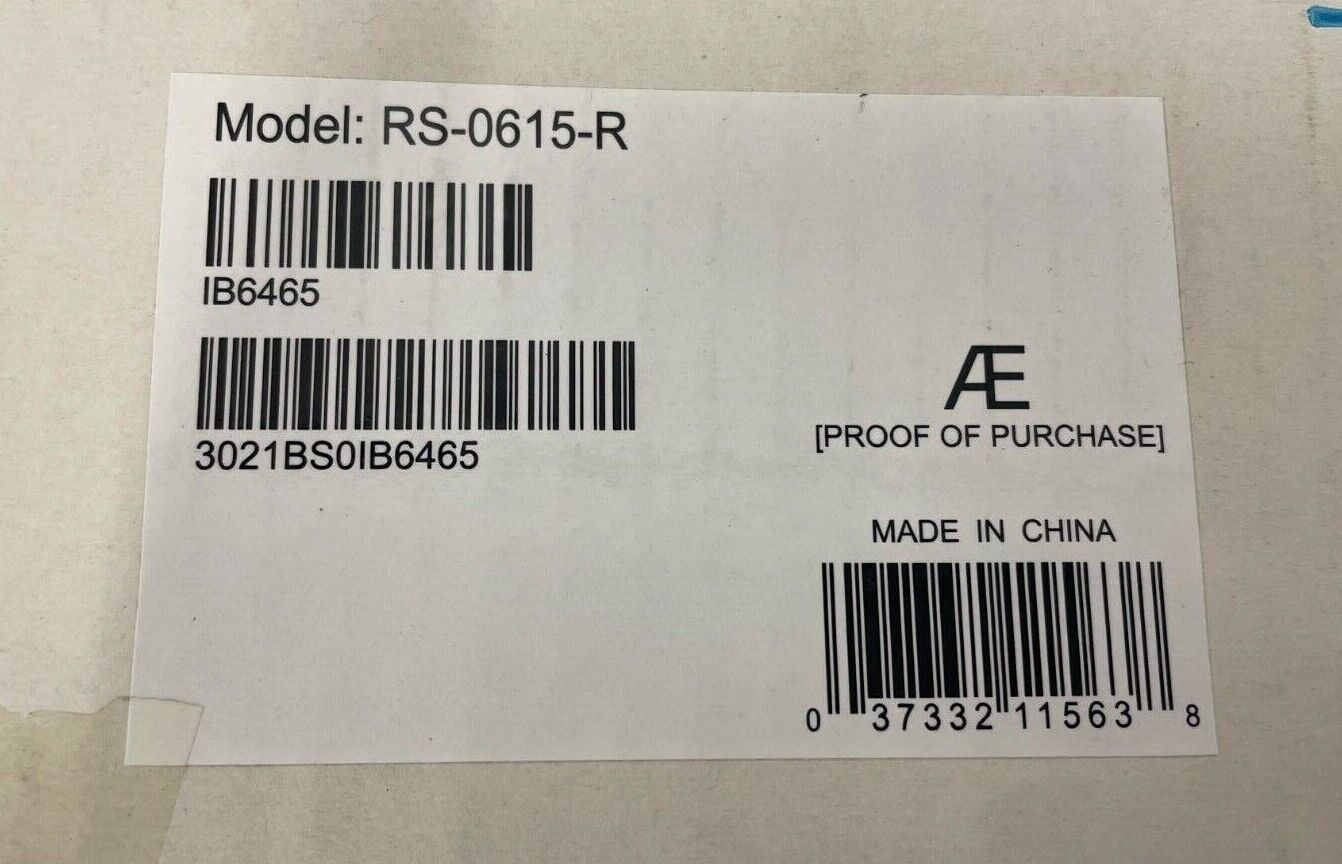 Model: RS-0615-R
IB6465
3021BS0IB6465
Æ
[PROOF OF PURCHASE]
MADE IN CHINA
0 37332 11563 8